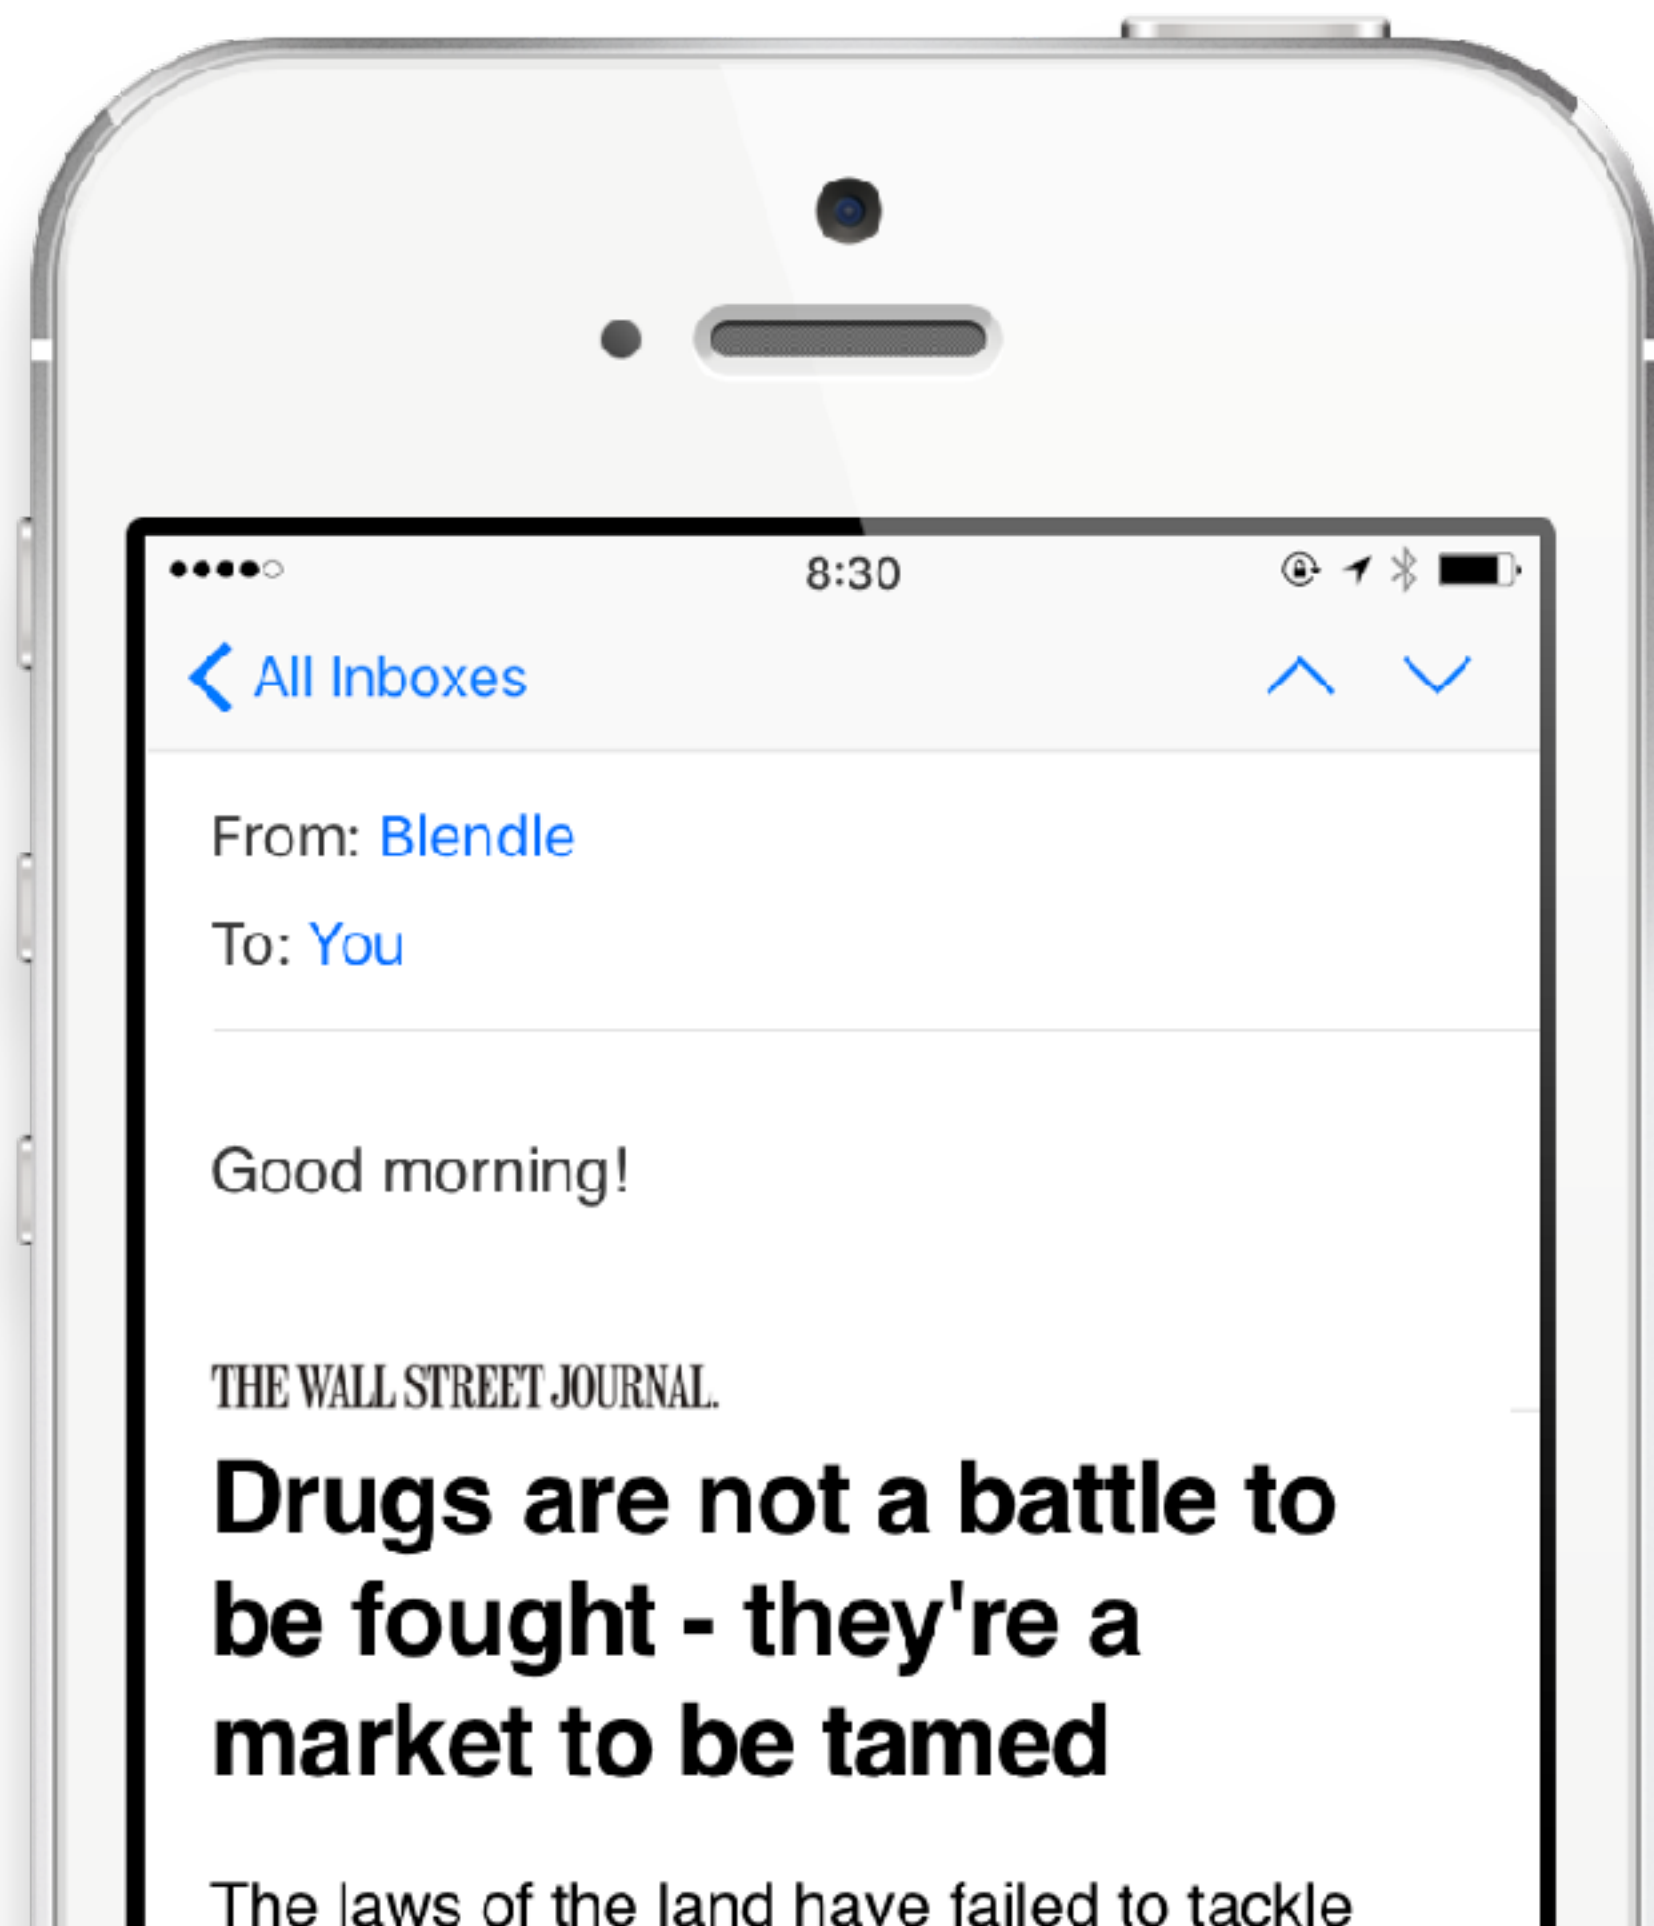 8:30
All Inboxes
From: Blendle
To: You
Good morning!
THE WALL STREET JOURNAL.
Drugs are not a battle to
be fought - they're a
market to be tamed
The laws of the land have failed to tackle